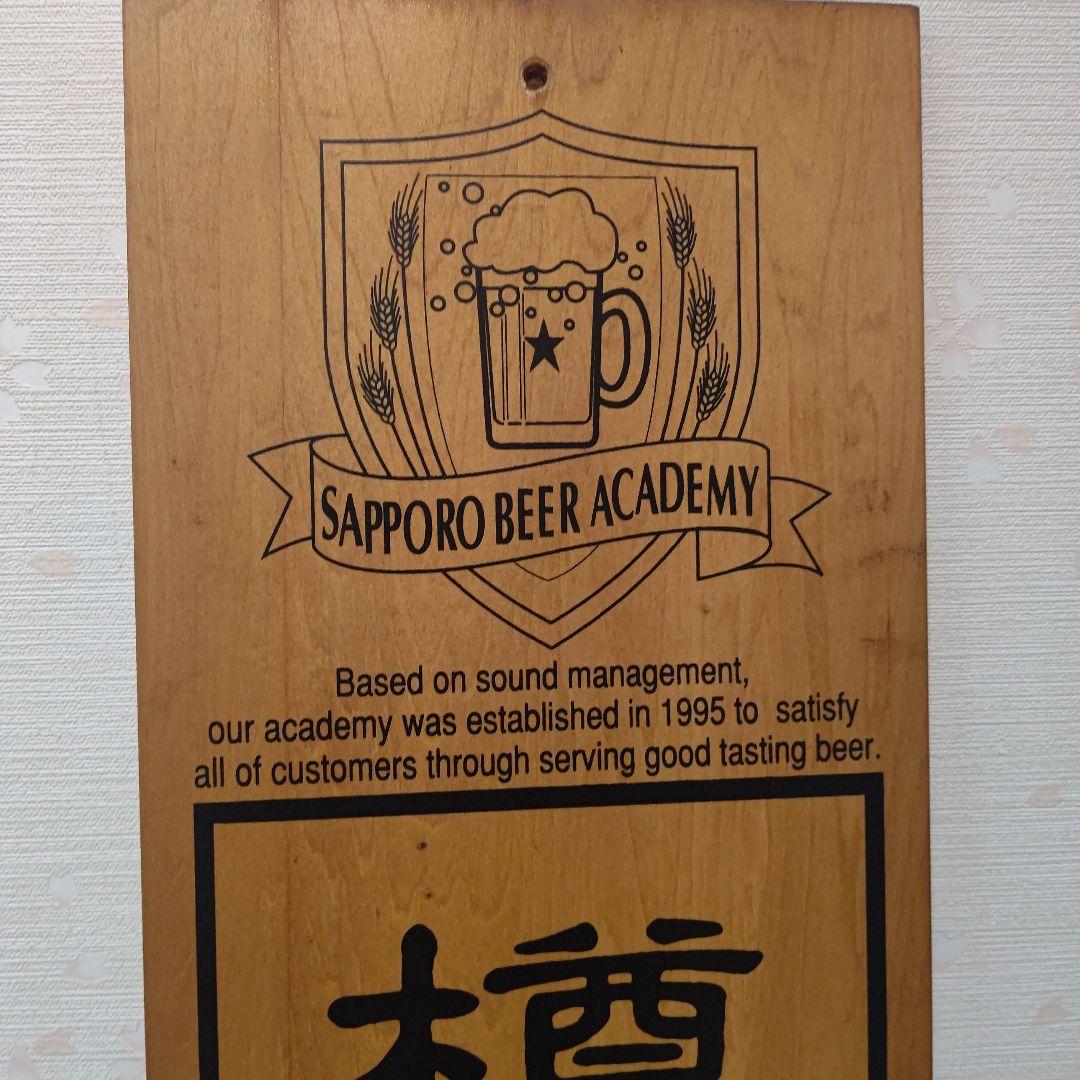 SAPPORO BEER ACADEMY
Based on sound management,
our academy was established in 1995 to satisfy
all of customers through serving good tasting beer.
樽